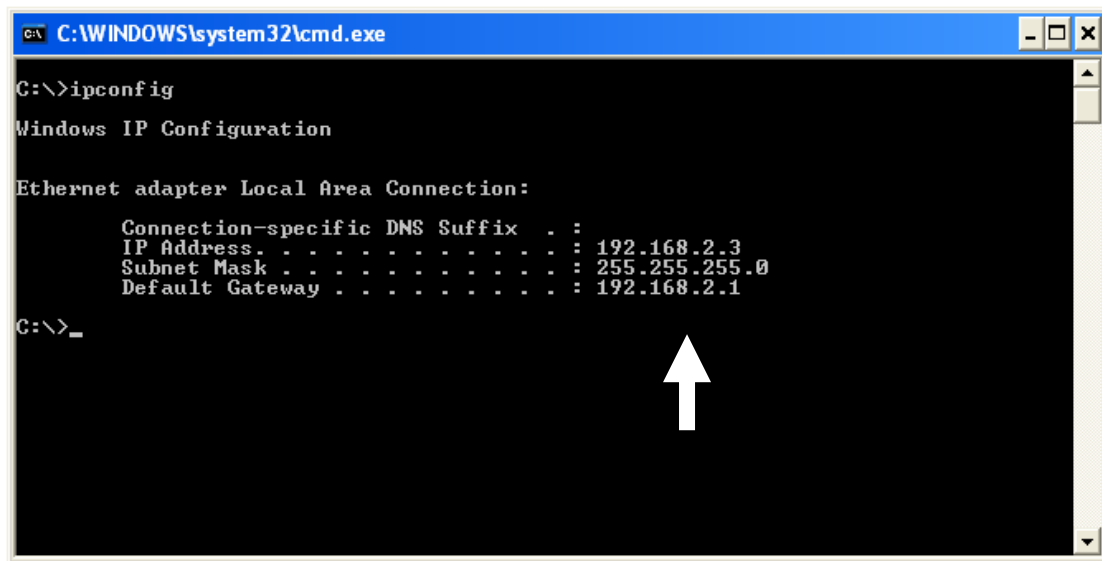 C:\WINDOWS\system32\cmd.exe
C:\>ipconfig
Windows IP Configuration
Ethernet adapter Local Area Connection:
Connection-specific DNS Suffix  . :
IP Address. . . . . . . . . . . . : 192.168.2.3
Subnet Mask . . . . . . . . . . . : 255.255.255.0
Default Gateway . . . . . . . . . : 192.168.2.1
C:\>_